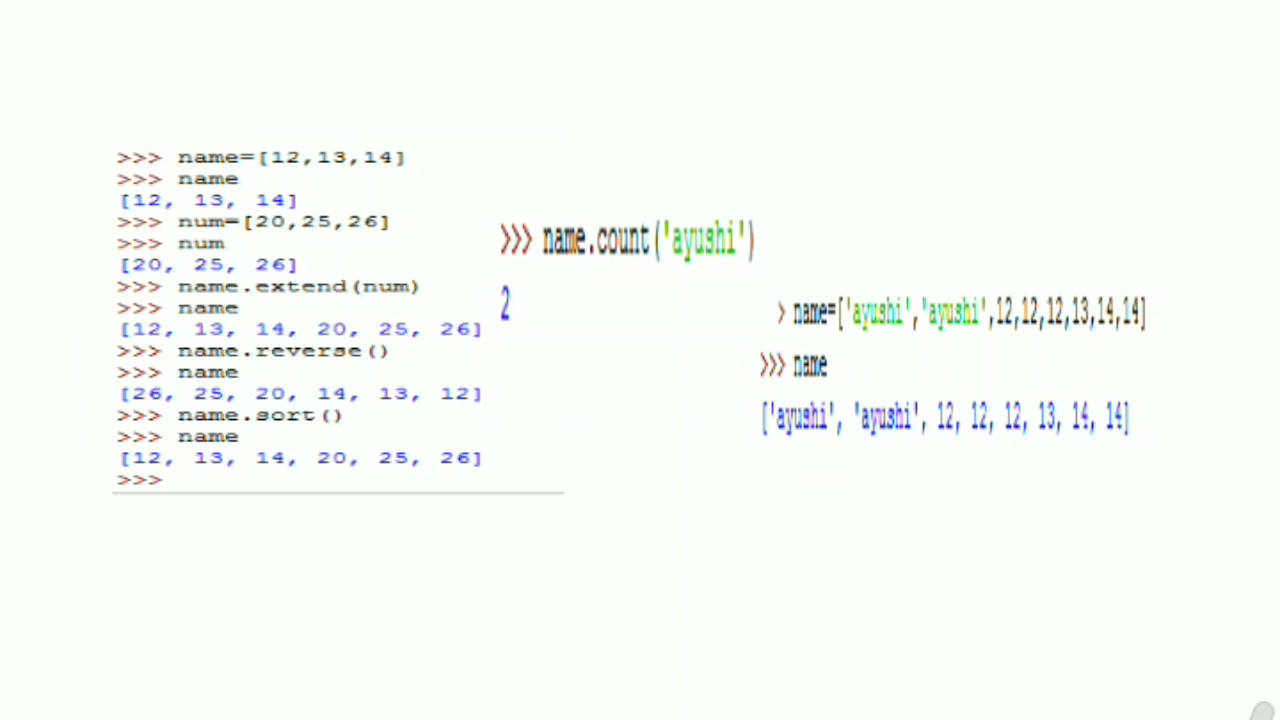 >>> name=[12,13,14]
>>> name
[12, 13, 14]
>>> num=[20,25,26]
>>> num
[20, 25, 26]
>>> name.extend(num)
>>> name
[12, 13, 14, 20, 25, 26]
>>> name.reverse()
>>> name
[26, 25, 20, 14, 13, 12]
>>> name.sort()
>>> name
[12, 13, 14, 20, 25, 26]
>>>
>>> name.count('ayushi')
2
> name=['ayushi','ayushi',12,12,12,13,14,14]
>>> name
['ayushi', 'ayushi', 12, 12, 12, 13, 14, 14]